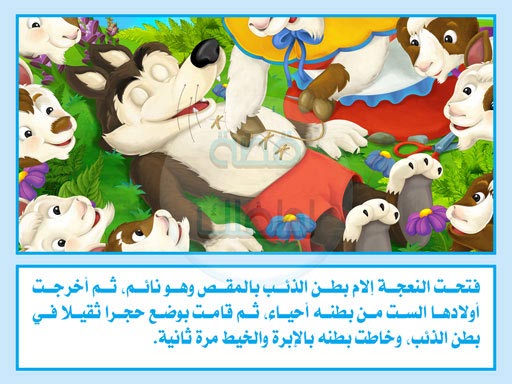 فتحت النعجة إلام بطن الذئب بالمقص وهو نائم، ثم أخرجت
أولادها الست من بطنه أحياء، ثم قامت بوضع حجرا ثقيلا في
بطن الذئب، وخاطت بطنه بالإبرة والخيط مرة ثانية.